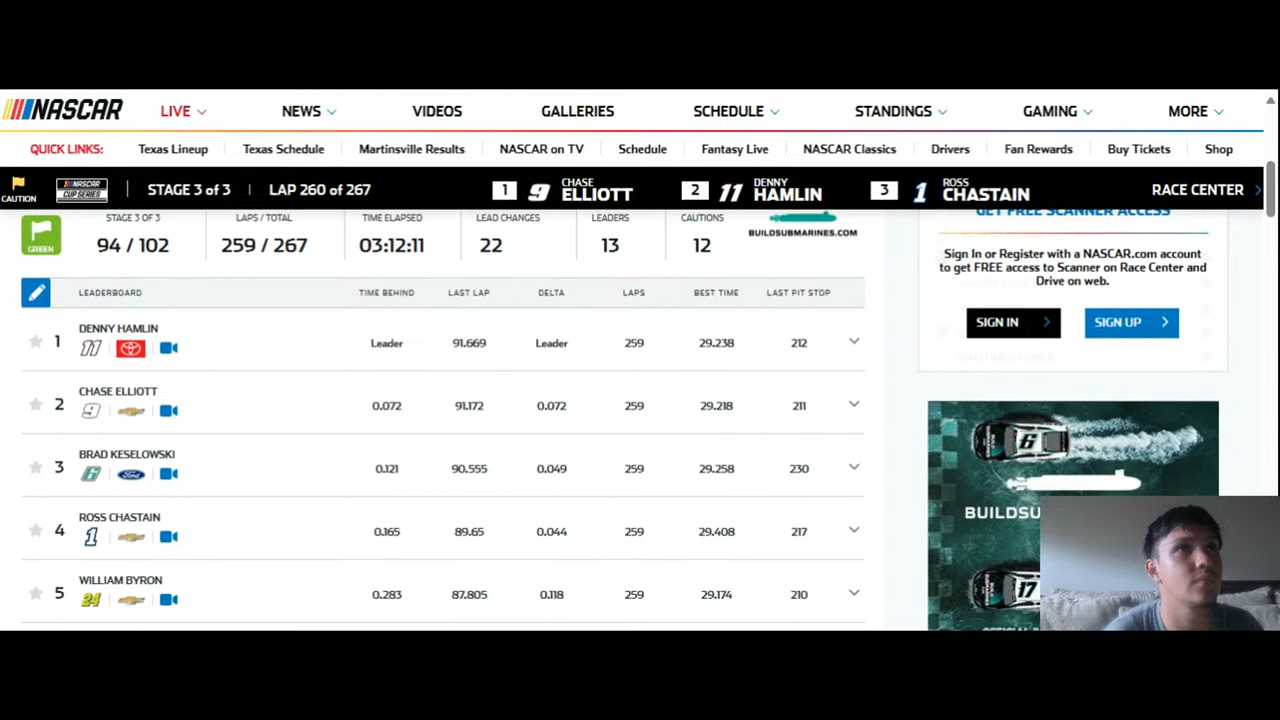 NASCAR LIVE NEWS VIDEOS GALLERIES SCHEDULE STANDINGS GAMING MORE
QUICK LINKS: Texas Lineup Texas Schedule Martinsville Results NASCAR on TV Schedule Fantasy Live NASCAR Classics Drivers Fan Rewards Buy Tickets Shop
CAUTION NASCAR CUP SERIES STAGE 3 of 3 LAP 260 of 267 1 9 CHASE ELLIOTT 2 11 DENNY HAMLIN 3 1 ROSS CHASTAIN RACE CENTER
GREEN
STAGE 3 OF 3 LAPS / TOTAL TIME ELAPSED LEAD CHANGES LEADERS CAUTIONS
94 / 102 259 / 267 03:12:11 22 13 12
BUILDSUBMARINES.COM
LEADERBOARD TIME BEHIND LAST LAP DELTA LAPS BEST TIME LAST PIT STOP
1 DENNY HAMLIN
11 Leader 91.669 Leader 259 29.238 212
2 CHASE ELLIOTT
9 0.072 91.172 0.072 259 29.218 211
3 BRAD KESELOWSKI
6 Ford 0.121 90.555 0.049 259 29.258 230
4 ROSS CHASTAIN
1 0.165 89.65 0.044 259 29.408 217
5 WILLIAM BYRON
24 0.283 87.805 0.118 259 29.174 210
GET FREE SCANNER ACCESS
Sign In or Register with a NASCAR.com account
to get FREE access to Scanner on Race Center and
Drive on web.
SIGN IN SIGN UP
6
BUILDSU
17